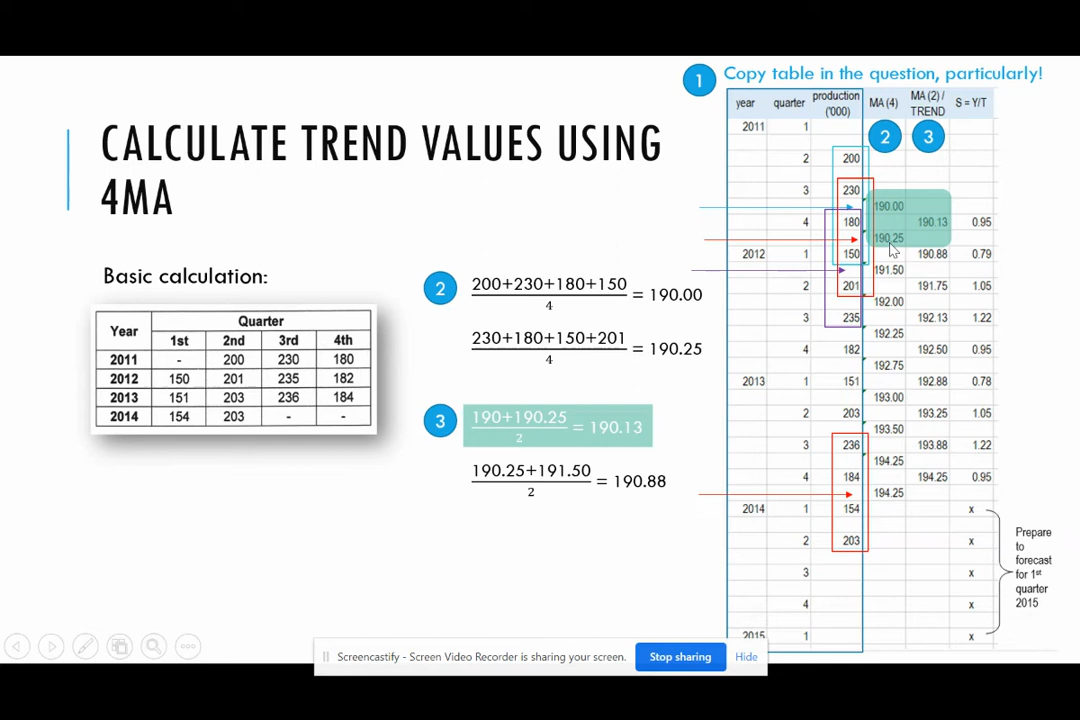 CALCULATE TREND VALUES USING
4MA
Basic calculation:
Year Quarter
1st 2nd 3rd 4th
2011 - 200 230 180
2012 150 201 235 182
2013 151 203 236 184
2014 154 203 - -
2 200+230+180+150 / 4 = 190.00
230+180+150+201 / 4 = 190.25
3 190+190.25 / 2 = 190.13
190.25+191.50 / 2 = 190.88
1 Copy table in the question, particularly!
year quarter production ('000) MA (4) MA (2) / TREND S = Y/T
2 3
2011 1
2 200
3 230
190.00
4 180 190.13 0.95
190.25
2012 1 150 190.88 0.79
191.50
2 201 191.75 1.05
192.00
3 235 192.13 1.22
192.25
4 182 192.50 0.95
192.75
2013 1 151 192.88 0.78
193.00
2 203 193.25 1.05
193.50
3 236 193.88 1.22
194.25
4 184 194.25 0.95
194.25
2014 1 154 x
2 203 x
3 x
4 x
2015 1 x
Prepare
to
forecast
for 1st
quarter
2015
Screencastify - Screen Video Recorder is sharing your screen. Stop sharing Hide